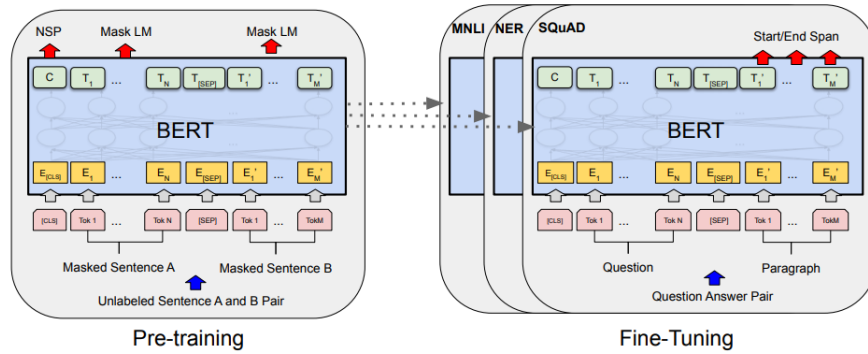 NSP Mask LM Mask LM
C T1 ... TN T[SEP] T1' ... TM'
BERT
E[CLS] E1 ... EN E[SEP] E1' ... EM'
[CLS] Tok 1 ... Tok N [SEP] Tok 1 ... TokM
Masked Sentence A Masked Sentence B
Unlabeled Sentence A and B Pair
Pre-training
MNLI NER SQuAD
Start/End Span
C T1 ... TN T[SEP] T1' ... TM'
BERT
E[CLS] E1 ... EN E[SEP] E1' ... EM'
[CLS] Tok 1 ... Tok N [SEP] Tok 1 ... TokM
Question Paragraph
Question Answer Pair
Fine-Tuning